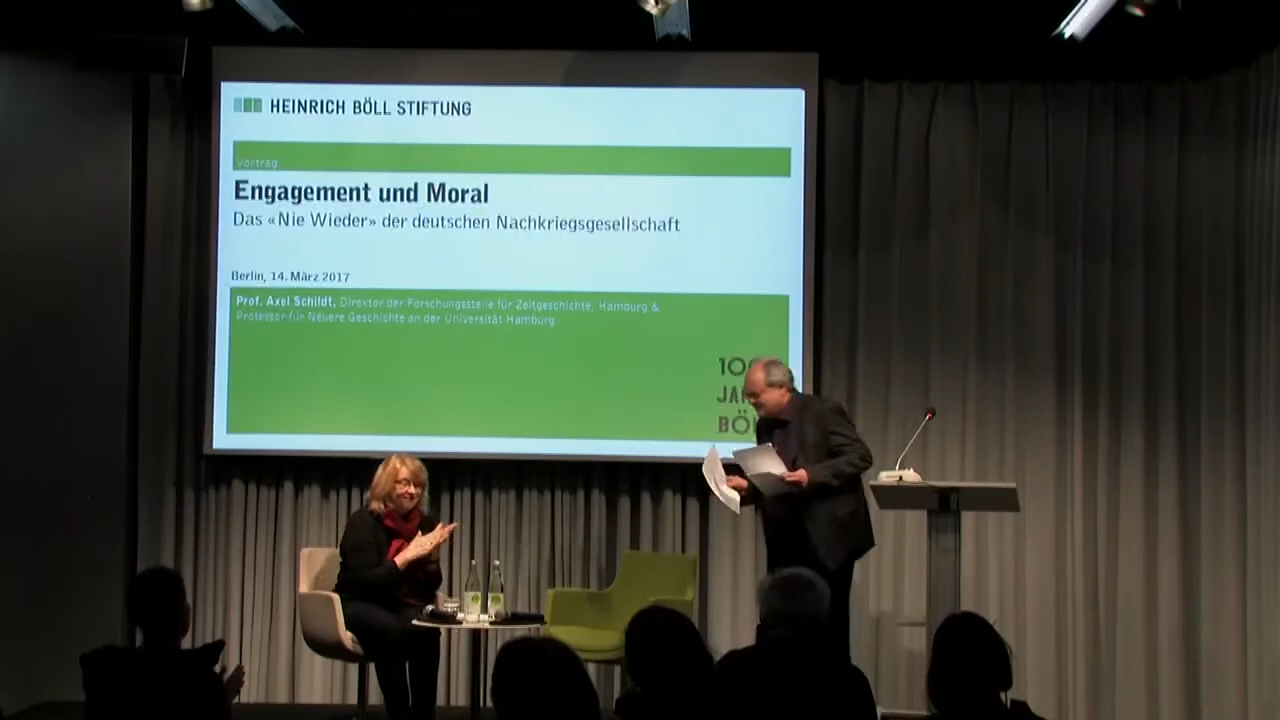 HEINRICH BÖLL STIFTUNG
Vortrag
Engagement und Moral
Das «Nie Wieder» der deutschen Nachkriegsgesellschaft
Berlin, 14. März 2017
Prof. Axel Schildt, Direktor der Forschungsstelle für Zeitgeschichte, Hamburg &
Professor für Neuere Geschichte an der Universität Hamburg